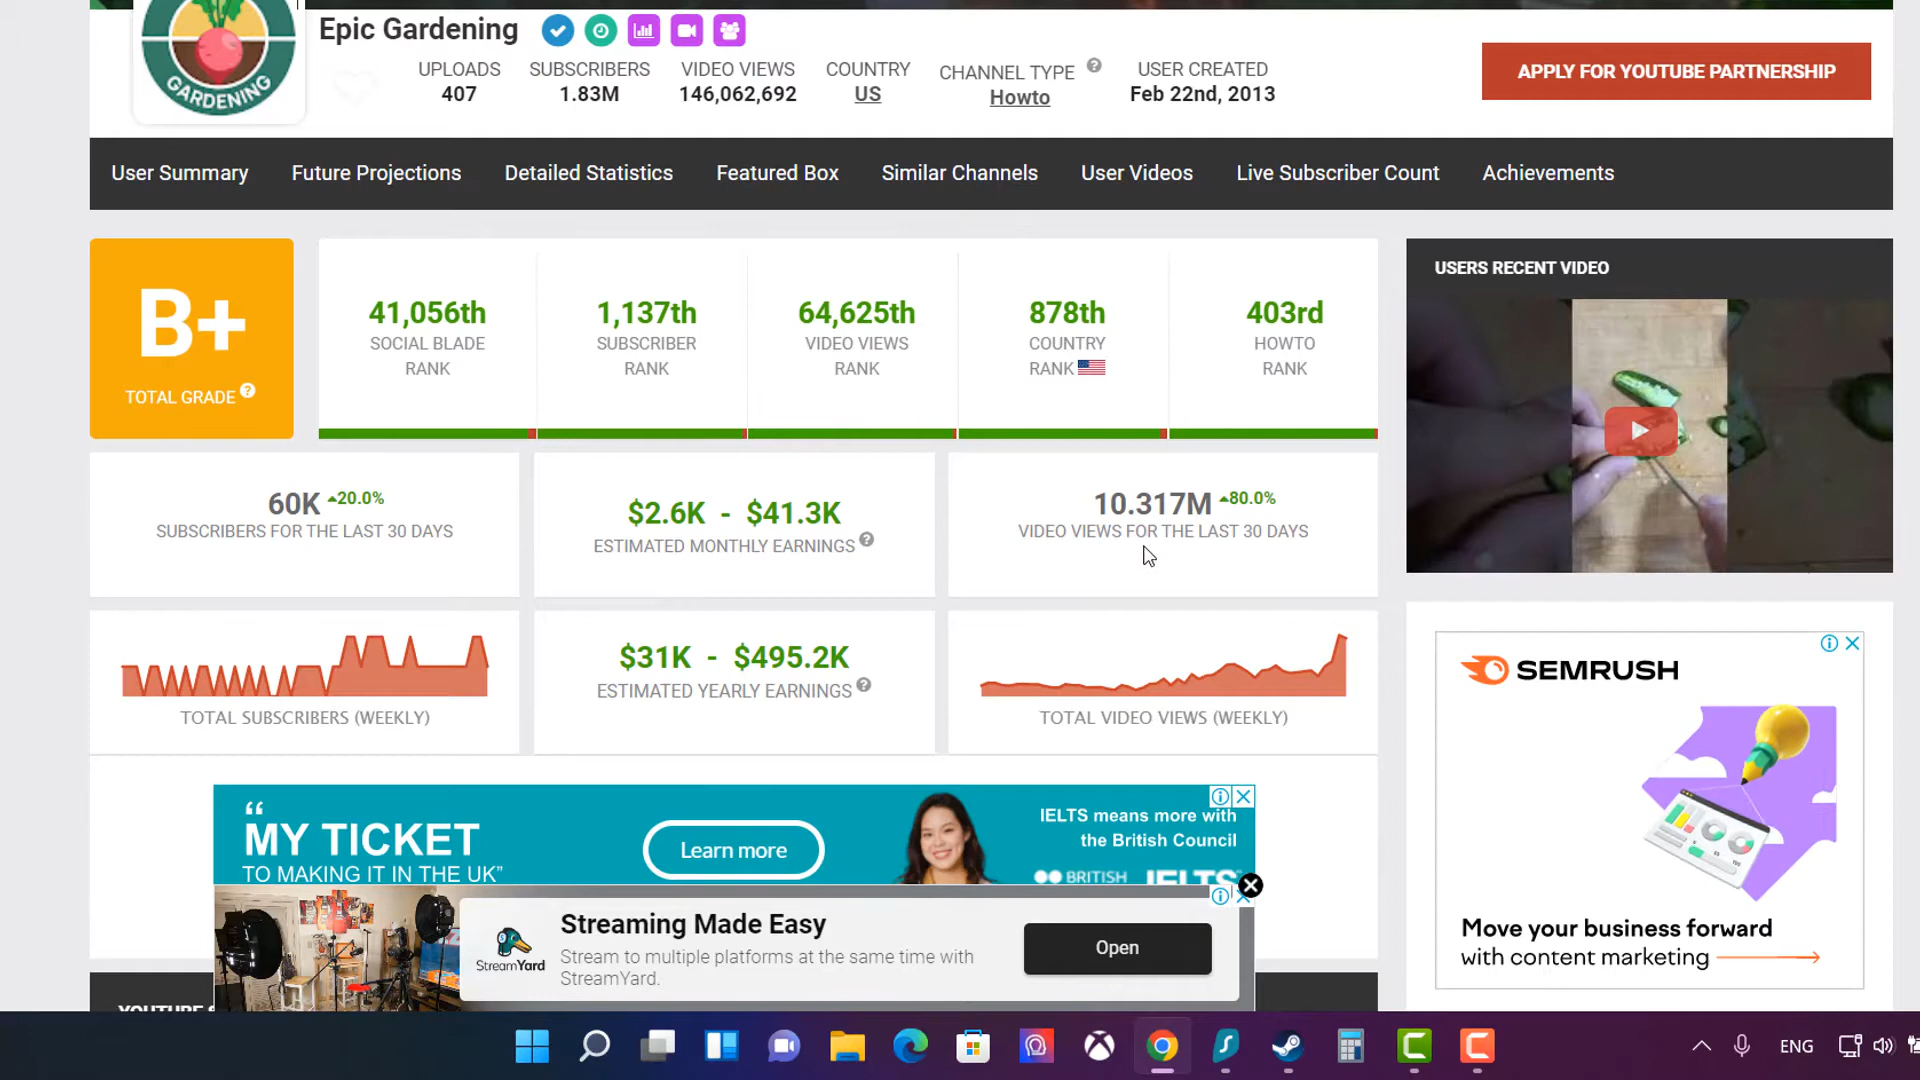 Epic Gardening
GARDENING
UPLOADS
407
SUBSCRIBERS
1.83M
VIDEO VIEWS
146,062,692
COUNTRY
US
CHANNEL TYPE
Howto
USER CREATED
Feb 22nd, 2013
APPLY FOR YOUTUBE PARTNERSHIP
User Summary
Future Projections
Detailed Statistics
Featured Box
Similar Channels
User Videos
Live Subscriber Count
Achievements
B+
TOTAL GRADE
41,056th
SOCIAL BLADE
RANK
1,137th
SUBSCRIBER
RANK
64,625th
VIDEO VIEWS
RANK
878th
COUNTRY
RANK
403rd
HOWTO
RANK
USERS RECENT VIDEO
60K 20.0%
SUBSCRIBERS FOR THE LAST 30 DAYS
$2.6K - $41.3K
ESTIMATED MONTHLY EARNINGS
10.317M 80.0%
VIDEO VIEWS FOR THE LAST 30 DAYS
TOTAL SUBSCRIBERS (WEEKLY)
$31K - $495.2K
ESTIMATED YEARLY EARNINGS
TOTAL VIDEO VIEWS (WEEKLY)
SEMRUSH
Move your business forward
with content marketing
“
MY TICKET
TO MAKING IT IN THE UK”
Learn more
IELTS means more with
the British Council
BRITISH
IELTS
Streaming Made Easy
Stream to multiple platforms at the same time with
StreamYard.
StreamYard
Open
YOUTUBE
ENG